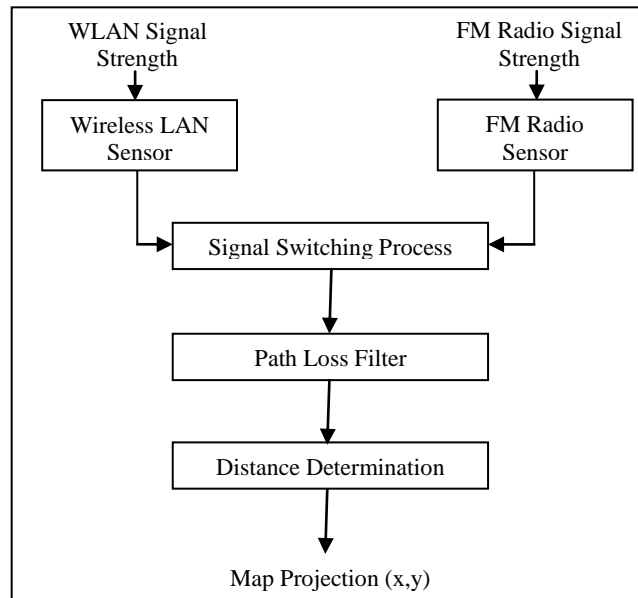 WLAN Signal
Strength
FM Radio Signal
Strength
Wireless LAN
Sensor
FM Radio
Sensor
Signal Switching Process
Path Loss Filter
Distance Determination
Map Projection (x,y)